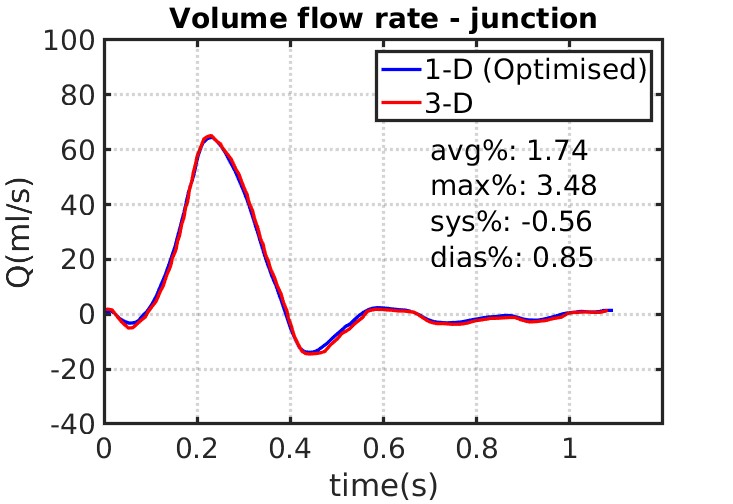 Volume flow rate - junction
1-D (Optimised)
3-D
avg%: 1.74
max%: 3.48
sys%: -0.56
dias%: 0.85
Q(ml/s)
100
80
60
40
20
0
-20
-40
0 0.2 0.4 0.6 0.8 1
time(s)